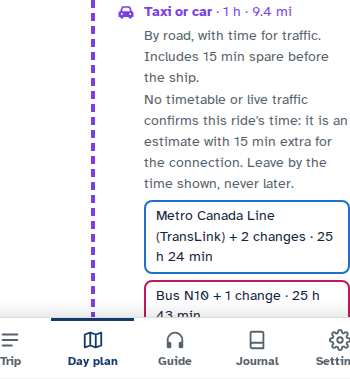 Taxi or car · 1 h · 9.4 mi
By road, with time for traffic.
Includes 15 min spare before
the ship.
No timetable or live traffic
confirms this ride's time: it is an
estimate with 15 min extra for
the connection. Leave by the
time shown, never later.
Metro Canada Line
(TransLink) + 2 changes · 25
h 24 min
Bus N10 + 1 change · 25 h
43 min
Trip
Day plan
Guide
Journal
Settin